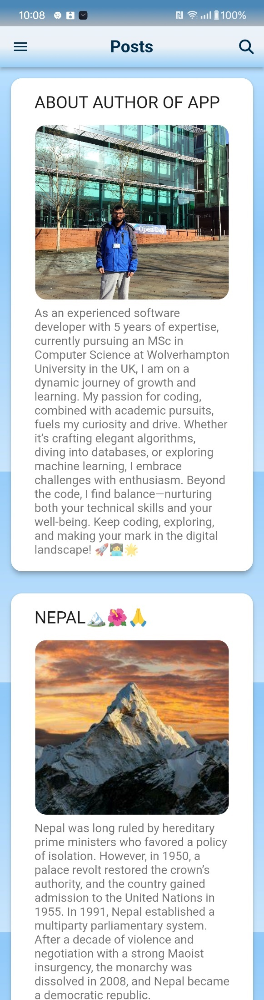 10:08 100%
Posts
ABOUT AUTHOR OF APP
Open Day
As an experienced software
developer with 5 years of expertise,
currently pursuing an MSc in
Computer Science at Wolverhampton
University in the UK, I am on a
dynamic journey of growth and
learning. My passion for coding,
combined with academic pursuits,
fuels my curiosity and drive. Whether
it’s crafting elegant algorithms,
diving into databases, or exploring
machine learning, I embrace
challenges with enthusiasm. Beyond
the code, I find balance—nurturing
both your technical skills and your
well-being. Keep coding, exploring,
and making your mark in the digital
landscape! 🚀👩‍💻🌟
NEPAL🏔️🌺🙏
Nepal was long ruled by hereditary
prime ministers who favored a policy
of isolation. However, in 1950, a
palace revolt restored the crown’s
authority, and the country gained
admission to the United Nations in
1955. In 1991, Nepal established a
multiparty parliamentary system.
After a decade of violence and
negotiation with a strong Maoist
insurgency, the monarchy was
dissolved in 2008, and Nepal became
a democratic republic.